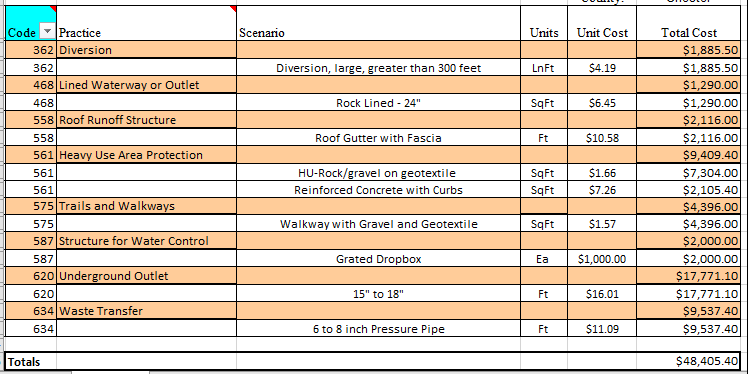 Code Practice Scenario Units Unit Cost Total Cost
362 Diversion $1,885.50
362 Diversion, large, greater than 300 feet LnFt $4.19 $1,885.50
468 Lined Waterway or Outlet $1,290.00
468 Rock Lined - 24" SqFt $6.45 $1,290.00
558 Roof Runoff Structure $2,116.00
558 Roof Gutter with Fascia Ft $10.58 $2,116.00
561 Heavy Use Area Protection $9,409.40
561 HU-Rock/gravel on geotextile SqFt $1.66 $7,304.00
561 Reinforced Concrete with Curbs SqFt $7.26 $2,105.40
575 Trails and Walkways $4,396.00
575 Walkway with Gravel and Geotextile SqFt $1.57 $4,396.00
587 Structure for Water Control $2,000.00
587 Grated Dropbox Ea $1,000.00 $2,000.00
620 Underground Outlet $17,771.10
620 15" to 18" Ft $16.01 $17,771.10
634 Waste Transfer $9,537.40
634 6 to 8 inch Pressure Pipe Ft $11.09 $9,537.40
Totals $48,405.40